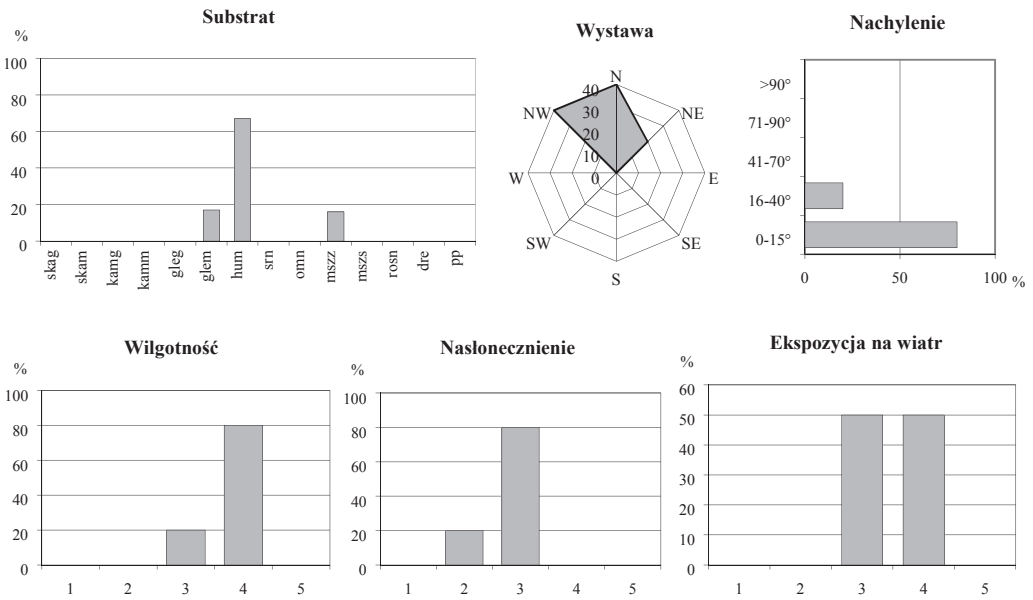 Substrat
%
100
80
60
40
20
0
skag
skam
kamg
kamm
gleg
glem
hum
srn
omn
mszz
mszs
rosn
dre
pp
Wystawa
N
NE
E
SE
S
SW
W
NW
40
30
20
10
0
Nachylenie
>90°
71-90°
41-70°
16-40°
0-15°
0 50 100 %
Wilgotność
%
100
80
60
40
20
0
1 2 3 4 5
Nasłonecznienie
%
100
80
60
40
20
0
1 2 3 4 5
Ekspozycja na wiatr
%
60
50
40
30
20
10
0
1 2 3 4 5